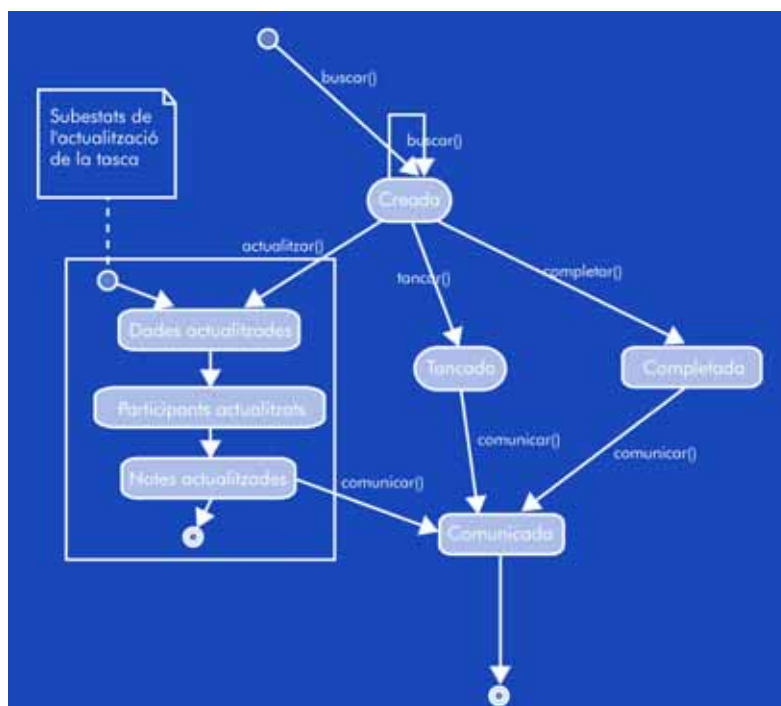 buscar()
Subestats de
l'actualització
de la tasca
buscar()
Creada
actualitzar()
tancar()
completar()
Dades actualitzades
Tancada
Completada
Participants actualitzats
comunicar()
comunicar()
Notes actualitzades
comunicar()
Comunicada